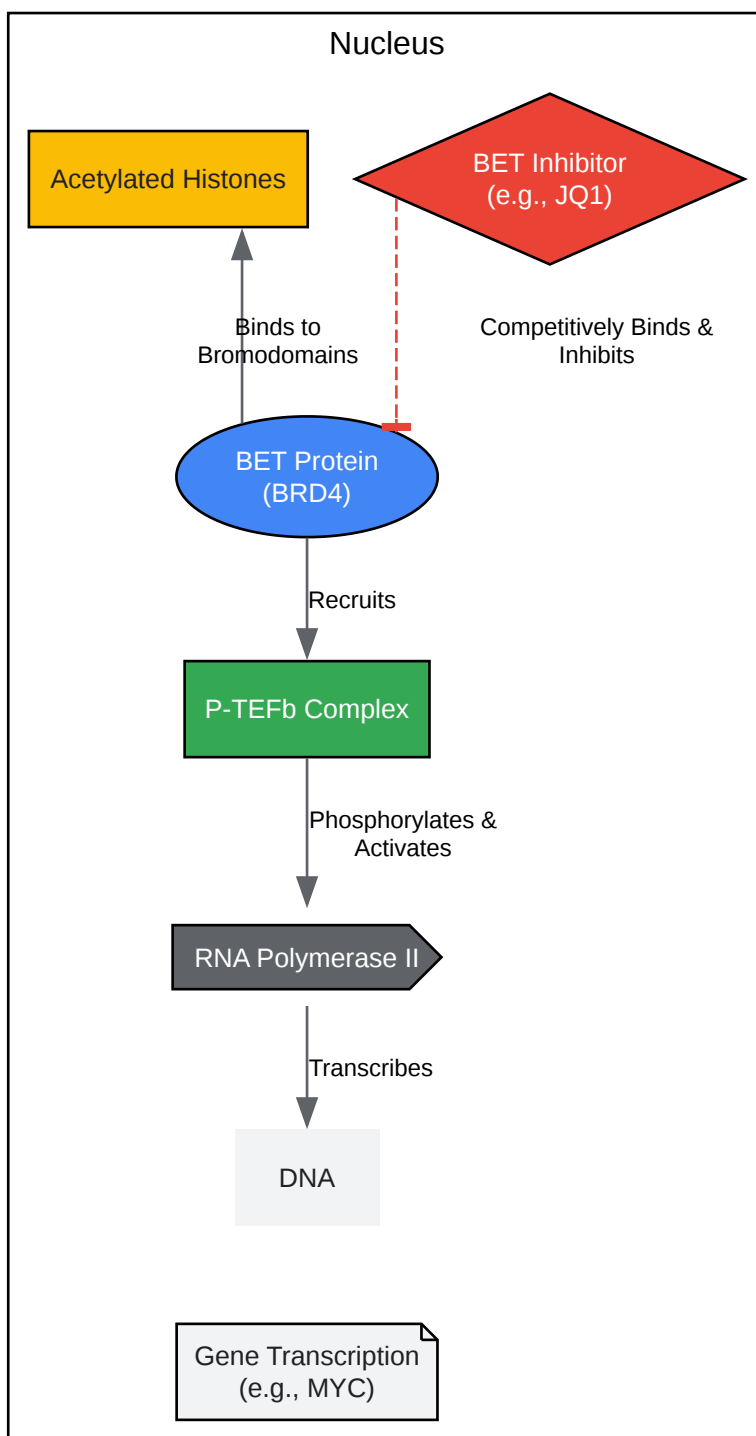 Nucleus
Acetylated Histones
BET Inhibitor
(e.g., JQ1)
Binds to
Bromodomains
Competitively Binds &
Inhibits
BET Protein
(BRD4)
Recruits
P-TEFb Complex
Phosphorylates &
Activates
RNA Polymerase II
Transcribes
DNA
Gene Transcription
(e.g., MYC)